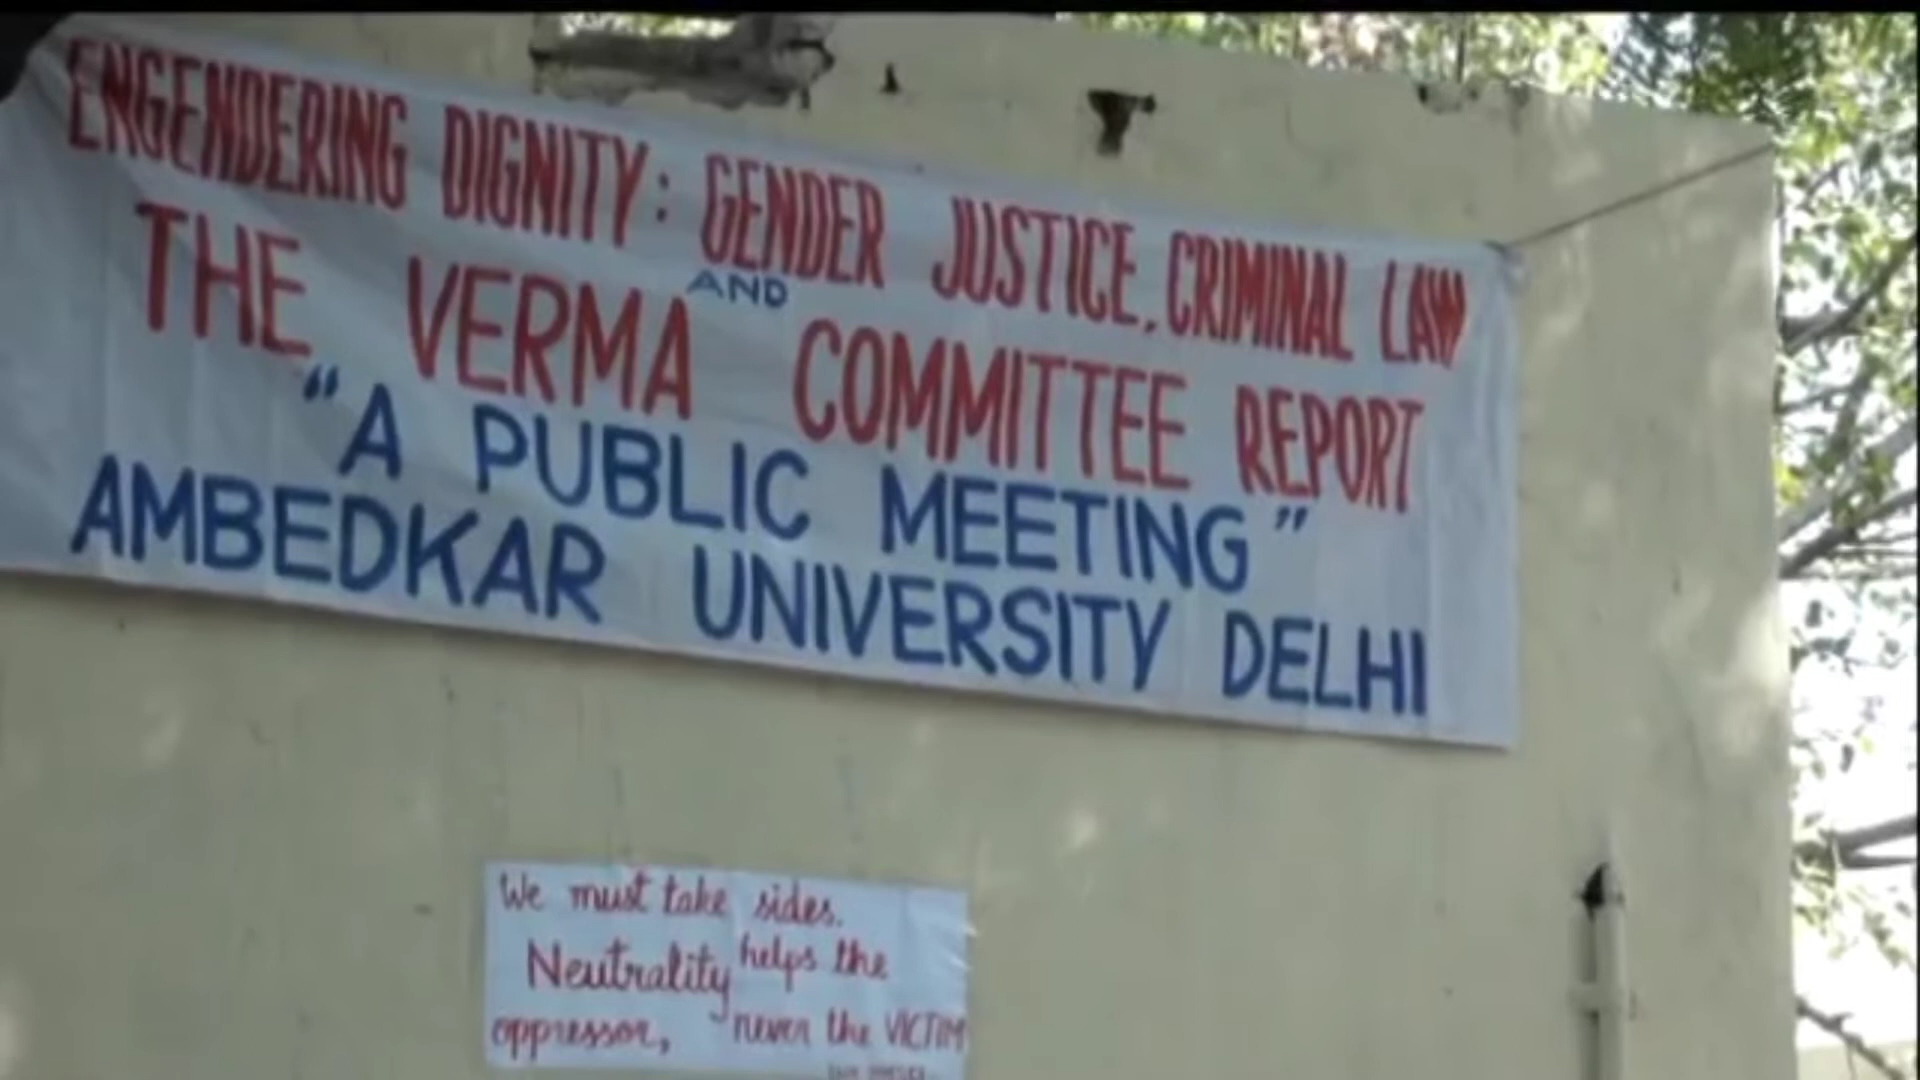 ENGENDERING DIGNITY: GENDER JUSTICE, CRIMINAL LAW
AND
THE VERMA COMMITTEE REPORT
"A PUBLIC MEETING"
AMBEDKAR UNIVERSITY DELHI
We must take sides.
Neutrality helps the
oppressor, never the VICTIM